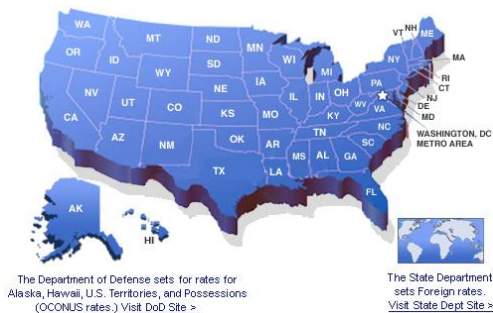 WA
MT
ND
MN
VT
NH
ME
OR
ID
SD
WI
MI
NY
MA
WY
IA
RI
CT
NV
NE
PA
NJ
UT
CO
IL
IN
OH
DE
MD
CA
KS
MO
WV
VA
KY
WASHINGTON, DC
METRO AREA
AZ
NM
OK
AR
TN
NC
SC
TX
LA
MS
AL
GA
FL
AK
HI
The Department of Defense sets for rates for
Alaska, Hawaii, U.S. Territories, and Possessions
(OCONUS rates.) Visit DoD Site >
The State Department
sets Foreign rates.
Visit State Dept Site >